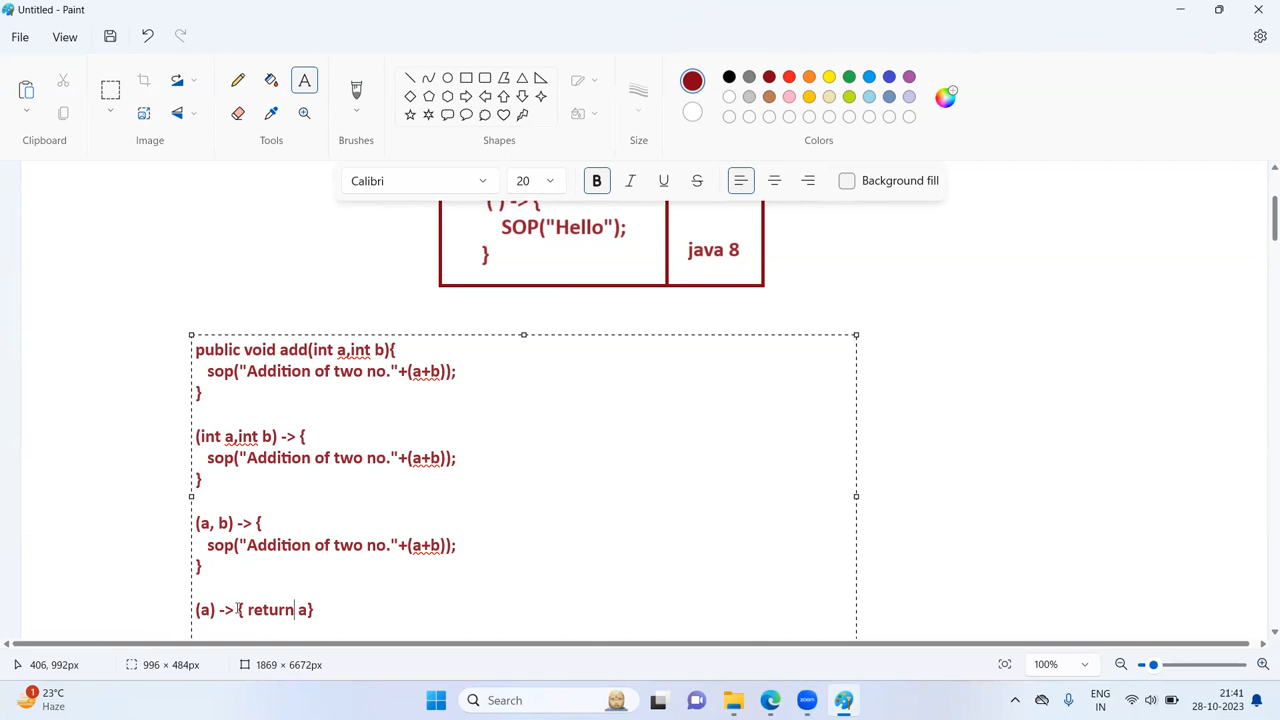 Untitled - Paint
File View
Clipboard
Image
Tools
Brushes
Shapes
Size
Colors
Calibri
20
B I U
A
Background fill
( ) -> {
SOP("Hello");
}
java 8
public void add(int a,int b){
sop("Addition of two no."+(a+b));
}
(int a,int b) -> {
sop("Addition of two no."+(a+b));
}
(a, b) -> {
sop("Addition of two no."+(a+b));
}
(a) -> { return a}
406, 992px
996 × 484px
1869 × 6672px
100%
1
23°C
Haze
Search
zoom
ENG
IN
21:41
28-10-2023